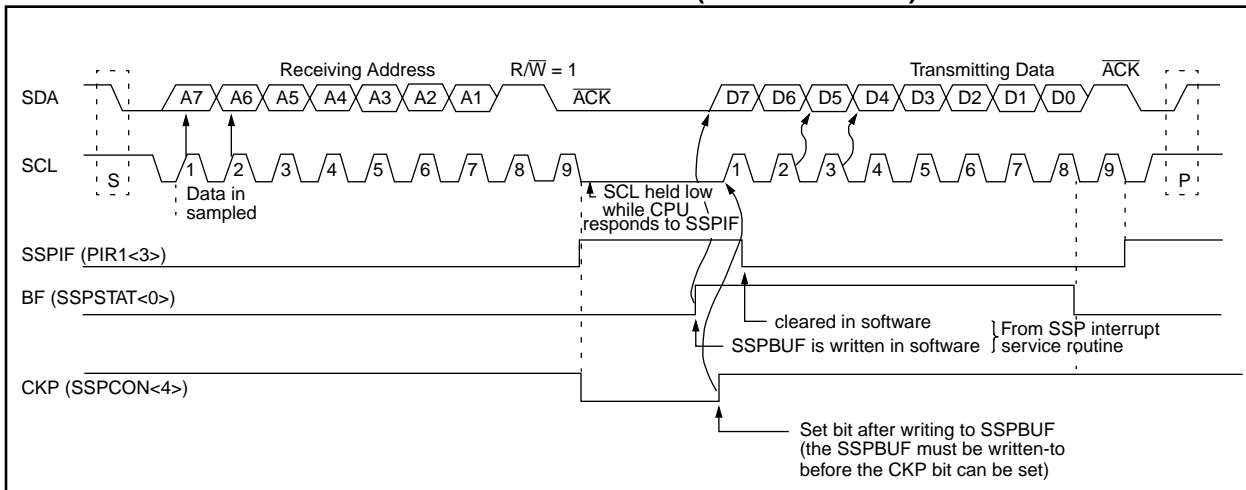 Receiving Address R/W = 1 Transmitting Data ACK
SDA A7 A6 A5 A4 A3 A2 A1 ACK D7 D6 D5 D4 D3 D2 D1 D0
SCL S 1 2 3 4 5 6 7 8 9 1 2 3 4 5 6 7 8 9 P
Data in
sampled
SCL held low
while CPU
responds to SSPIF
SSPIF (PIR1<3>)
BF (SSPSTAT<0>)
cleared in software
SSPBUF is written in software
From SSP interrupt
service routine
CKP (SSPCON<4>)
Set bit after writing to SSPBUF
(the SSPBUF must be written-to
before the CKP bit can be set)